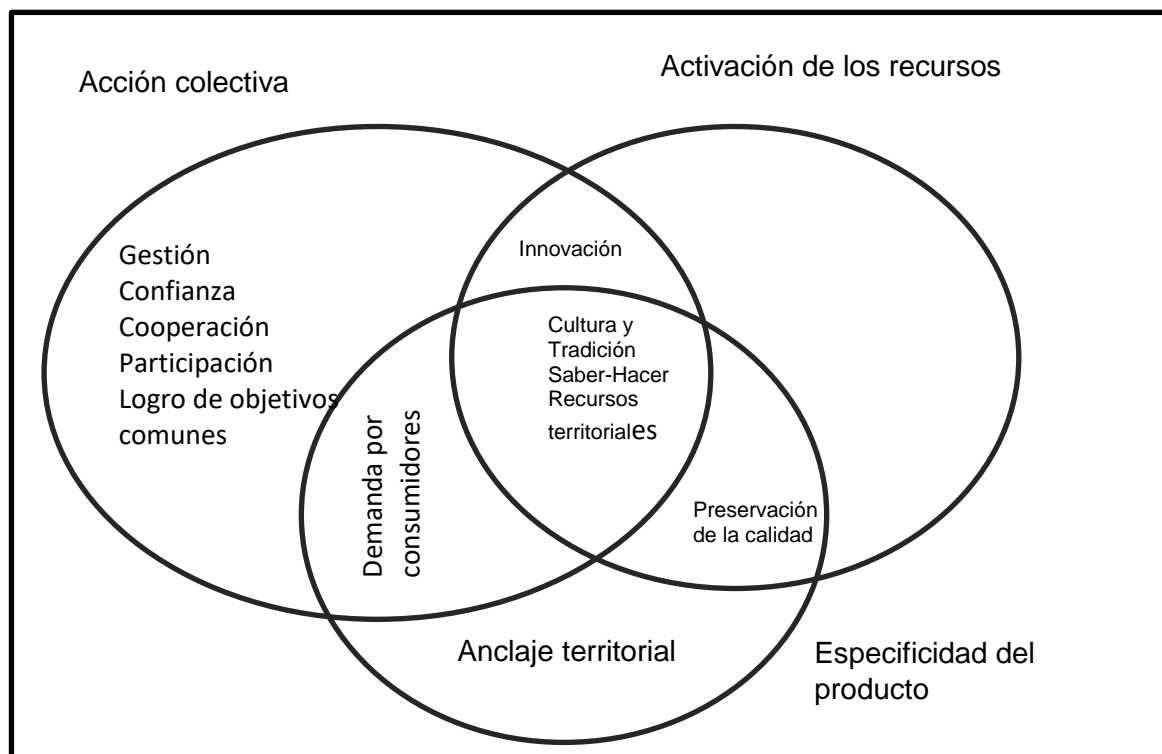 Acción colectiva
Activación de los recursos
Gestión
Confianza
Cooperación
Participación
Logro de objetivos
comunes
Innovación
Cultura y
Tradición
Saber-Hacer
Recursos
territoriales
Demanda por
consumidores
Preservación
de la calidad
Anclaje territorial
Especificidad del
producto